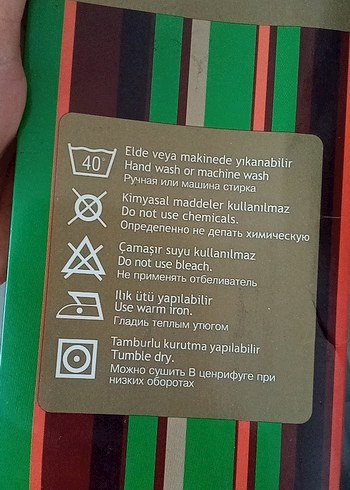 40°
Elde veya makinede yıkanabilir
Hand wash or machine wash
Ручная или машина стирка
Kimyasal maddeler kullanılmaz
Do not use chemicals.
Определенно не депать химическую
Çamaşır suyu kullanılmaz
Do not use bleach.
Не применять отбеливатель
Ilık ütü yapılabilir
Use warm iron.
Гладиь теплым утюгом
Tamburlu kurutma yapılabilir
Tumble dry.
Можно сушить В ценрифуге при
низких оборотах